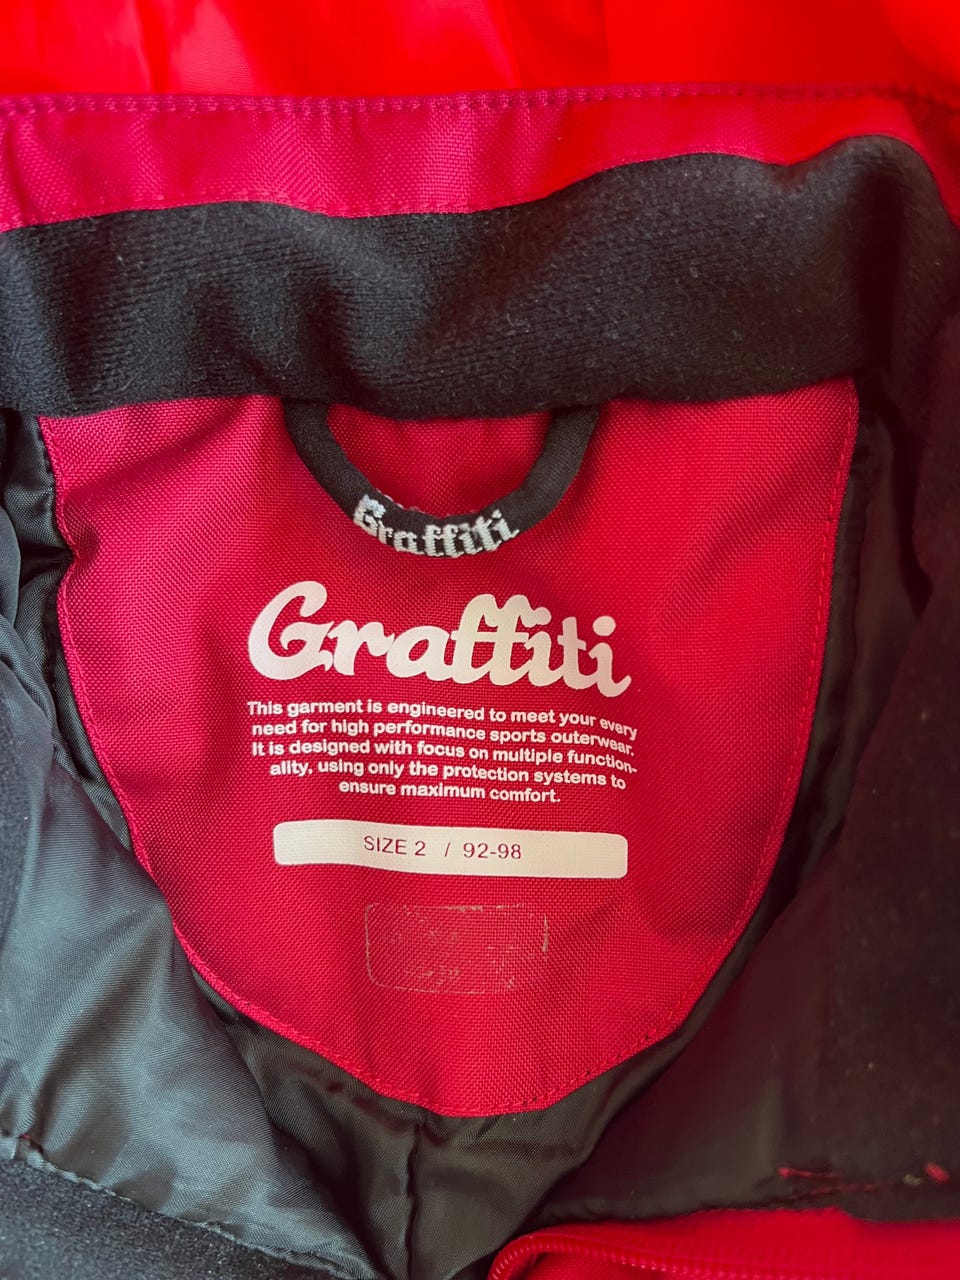 Graffiti
Graffiti
This garment is engineered to meet your every
need for high performance sports outerwear.
It is designed with focus on multiple function-
ality, using only the protection systems to
ensure maximum comfort.
SIZE 2 / 92-98